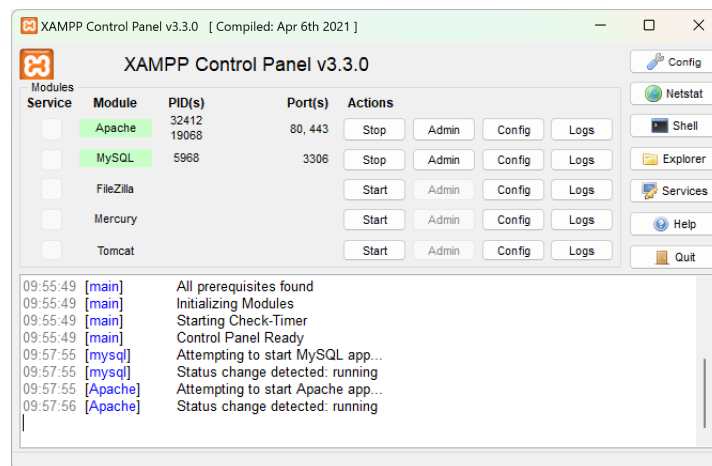 XAMPP Control Panel v3.3.0 [ Compiled: Apr 6th 2021 ]
XAMPP Control Panel v3.3.0
Config
Modules
Service Module PID(s) Port(s) Actions
Netstat
Apache 32412 19068 80, 443 Stop Admin Config Logs
Shell
MySQL 5968 3306 Stop Admin Config Logs
Explorer
FileZilla Start Admin Config Logs
Services
Mercury Start Admin Config Logs
Help
Tomcat Start Admin Config Logs
Quit
09:55:49 [main] All prerequisites found
09:55:49 [main] Initializing Modules
09:55:49 [main] Starting Check-Timer
09:55:49 [main] Control Panel Ready
09:57:55 [mysql] Attempting to start MySQL app...
09:57:55 [mysql] Status change detected: running
09:57:55 [Apache] Attempting to start Apache app...
09:57:56 [Apache] Status change detected: running